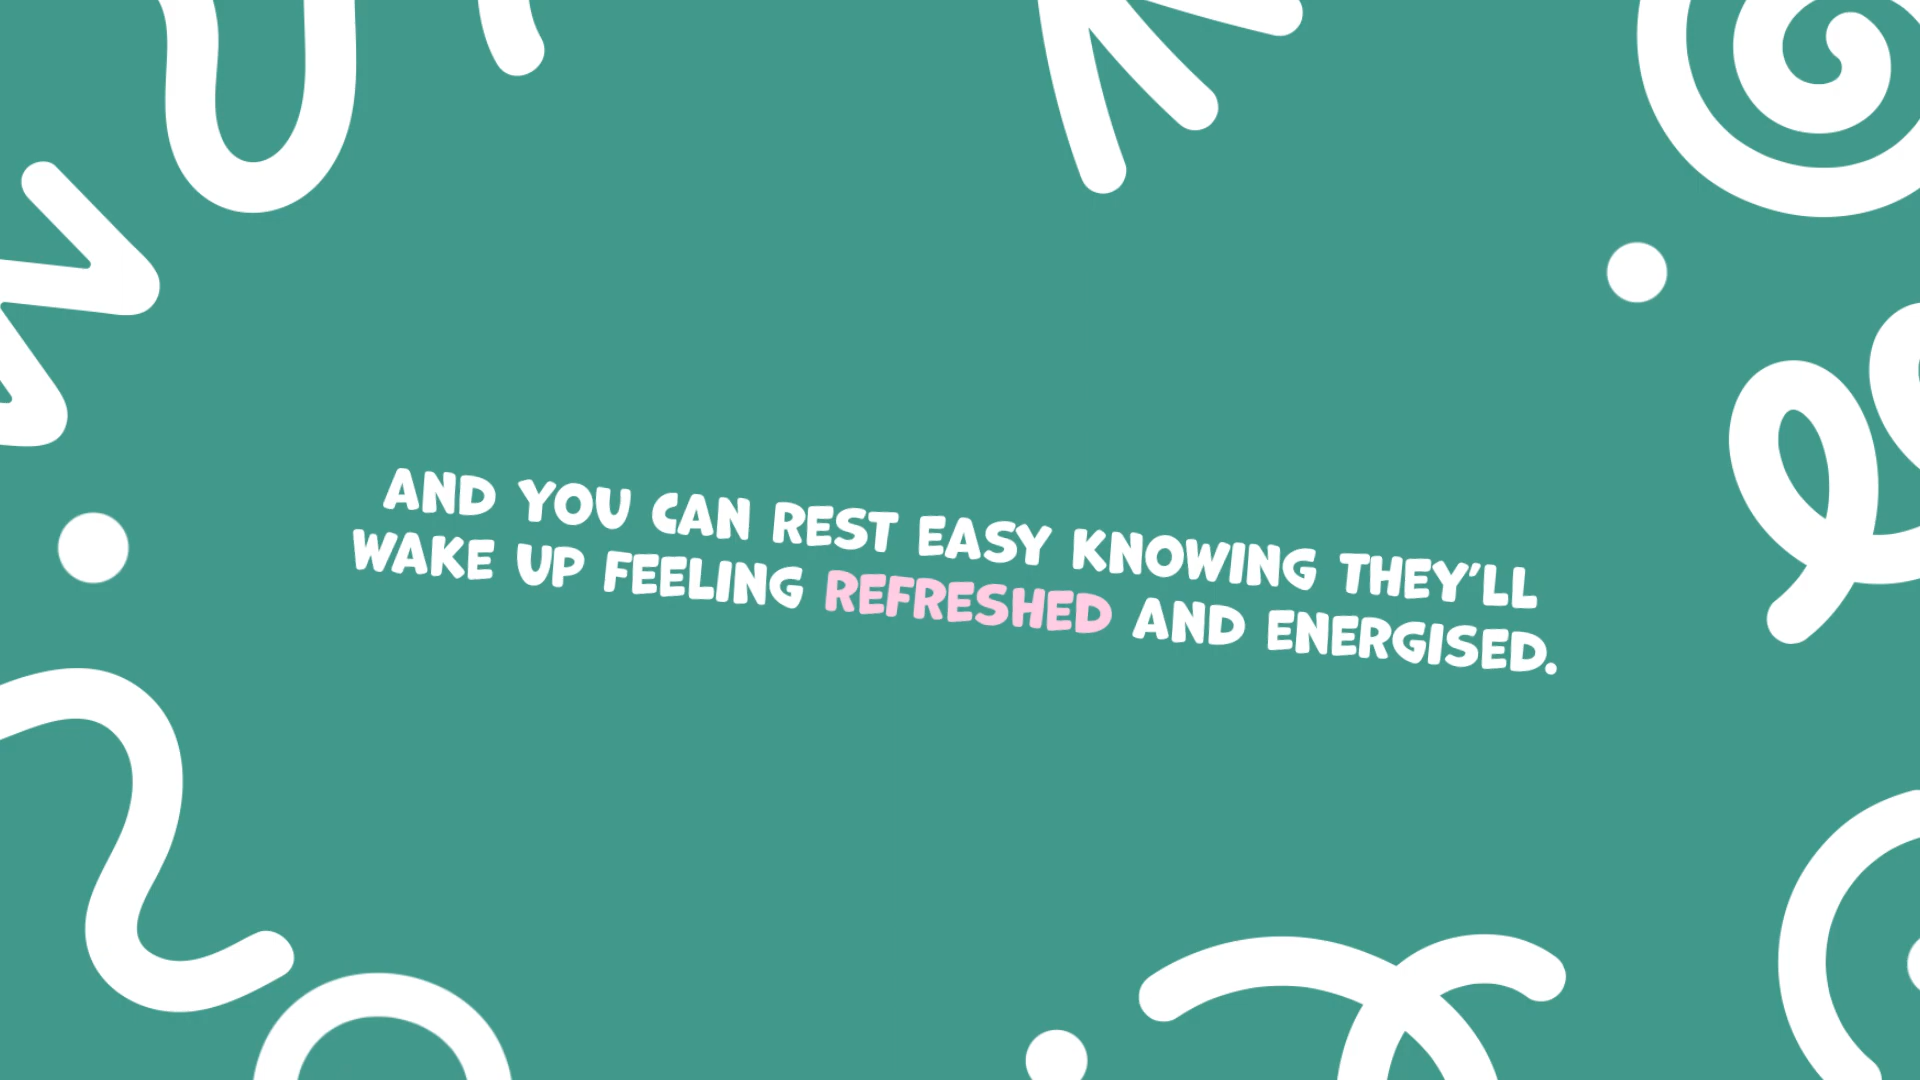 AND YOU CAN REST EASY KNOWING THEY'LL
WAKE UP FEELING REFRESHED AND ENERGISED.